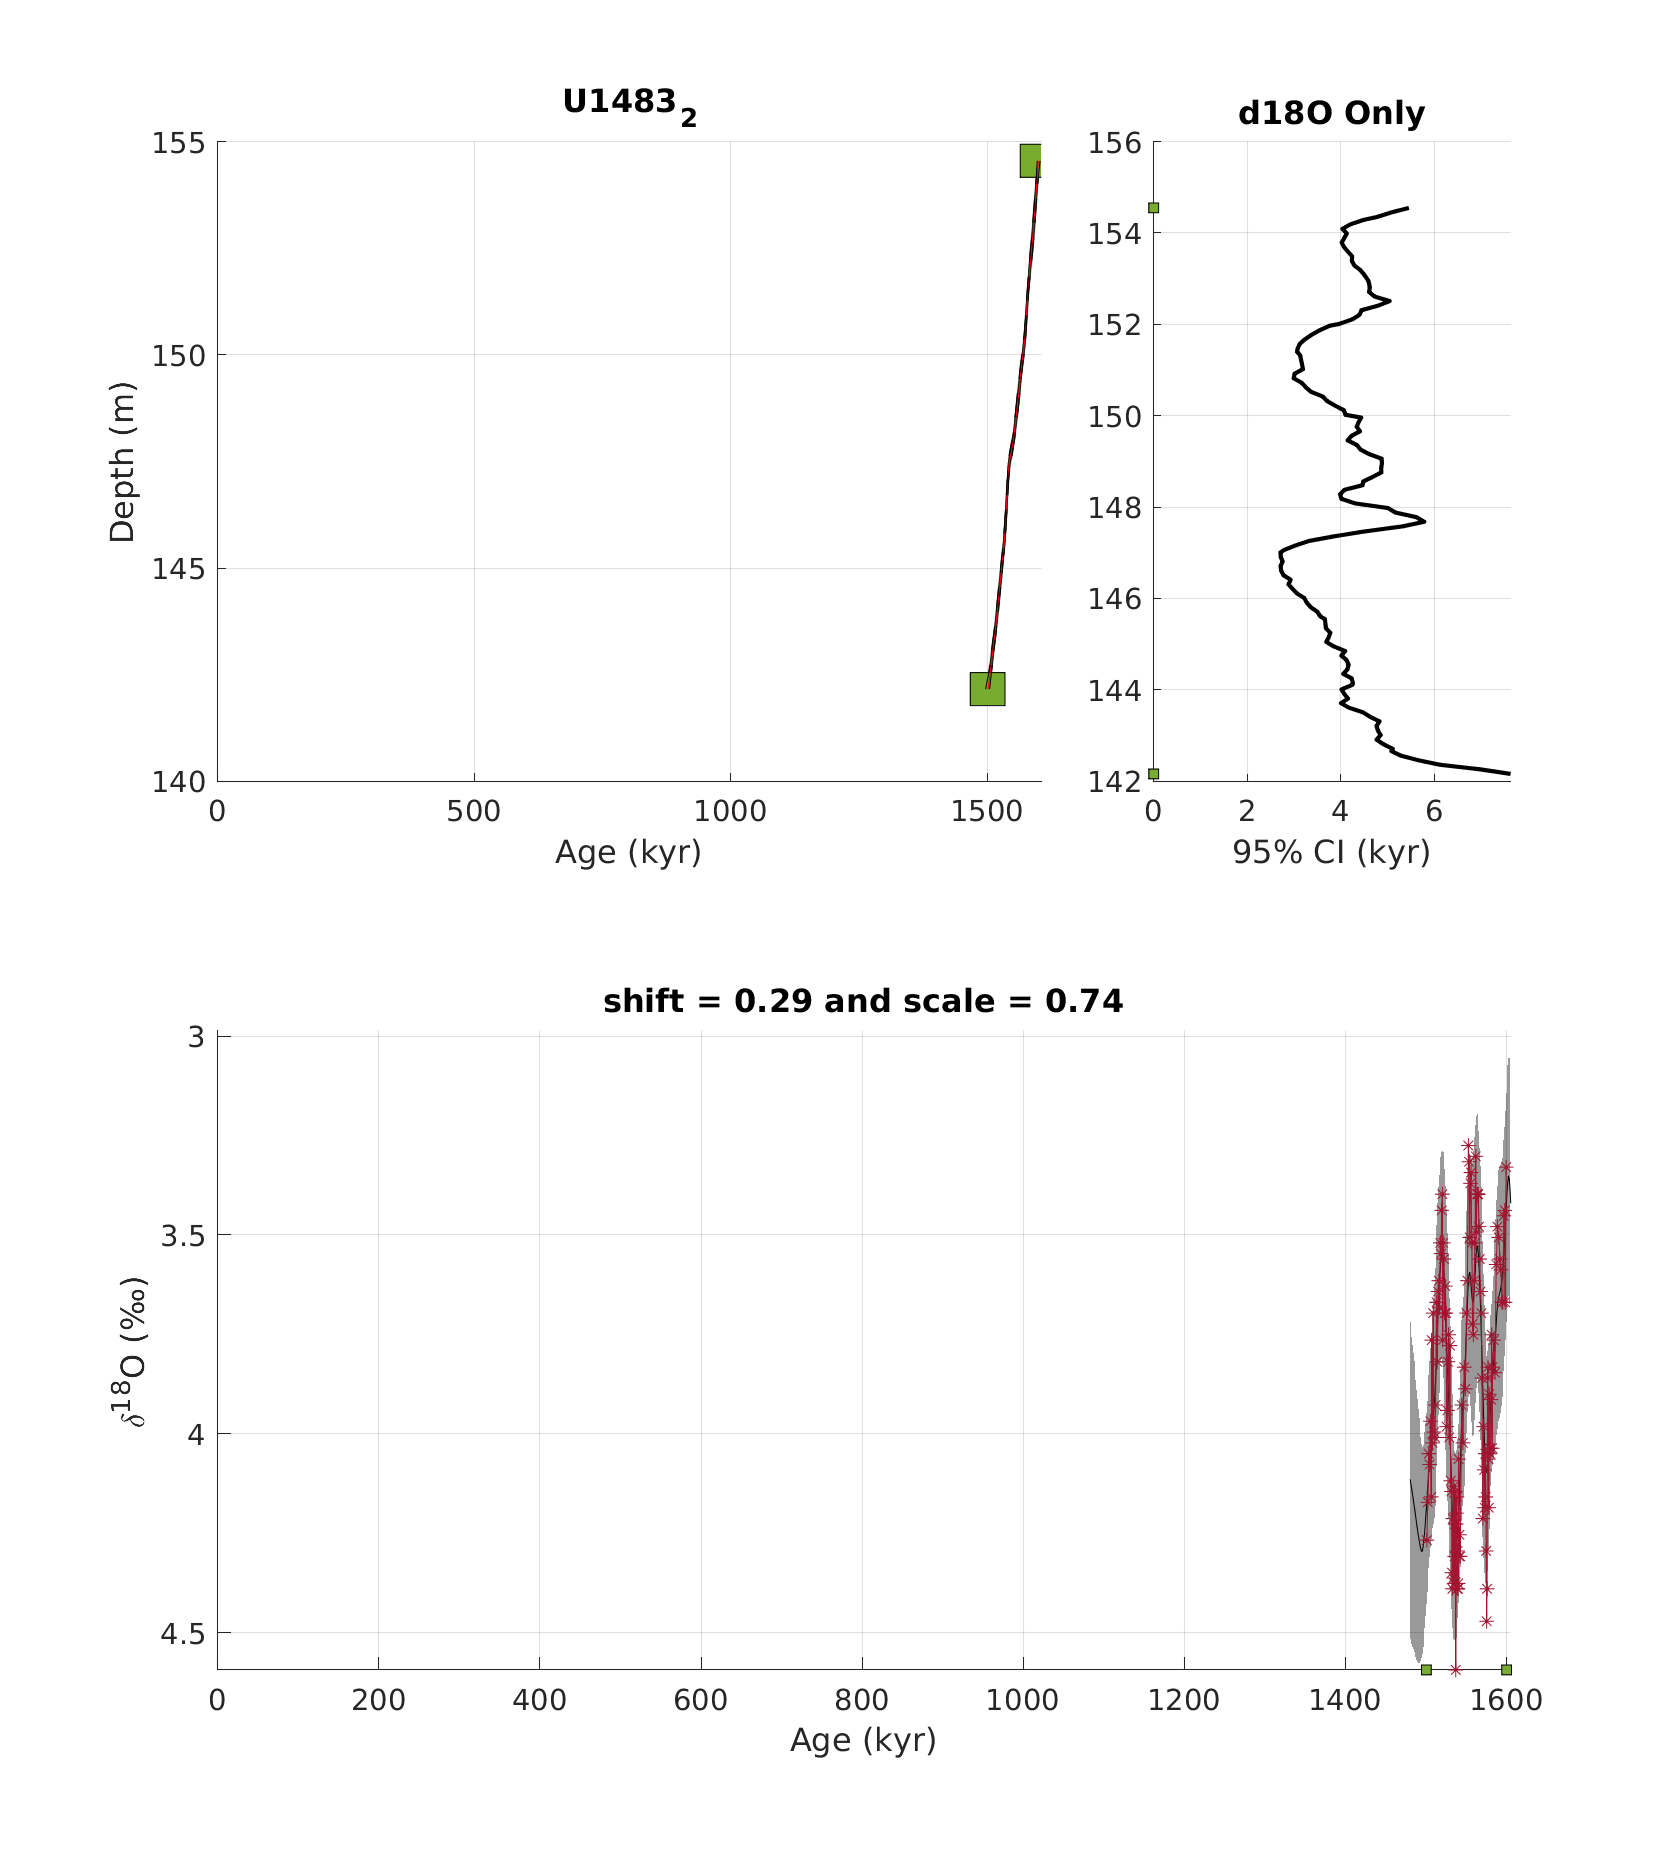 U1483₂
155
150
145
140
Depth (m)
0 500 1000 1500
Age (kyr)
d18O Only
156
154
152
150
148
146
144
142
0 2 4 6
95% CI (kyr)
shift = 0.29 and scale = 0.74
3
3.5
4
4.5
δ¹⁸O (‰)
0 200 400 600 800 1000 1200 1400 1600
Age (kyr)